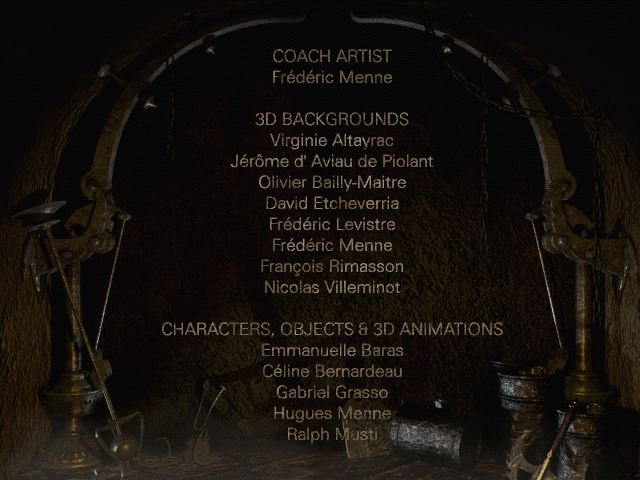 COACH ARTIST
Frédéric Menne
3D BACKGROUNDS
Virginie Altayrac
Jérôme d' Aviau de Piolant
Olivier Bailly-Maitre
David Etcheverria
Frédéric Levistre
Frédéric Menne
François Rimasson
Nicolas Villeminot
CHARACTERS, OBJECTS & 3D ANIMATIONS
Emmanuelle Baras
Céline Bernardeau
Gabriel Grasso
Hugues Menne
Ralph Musti